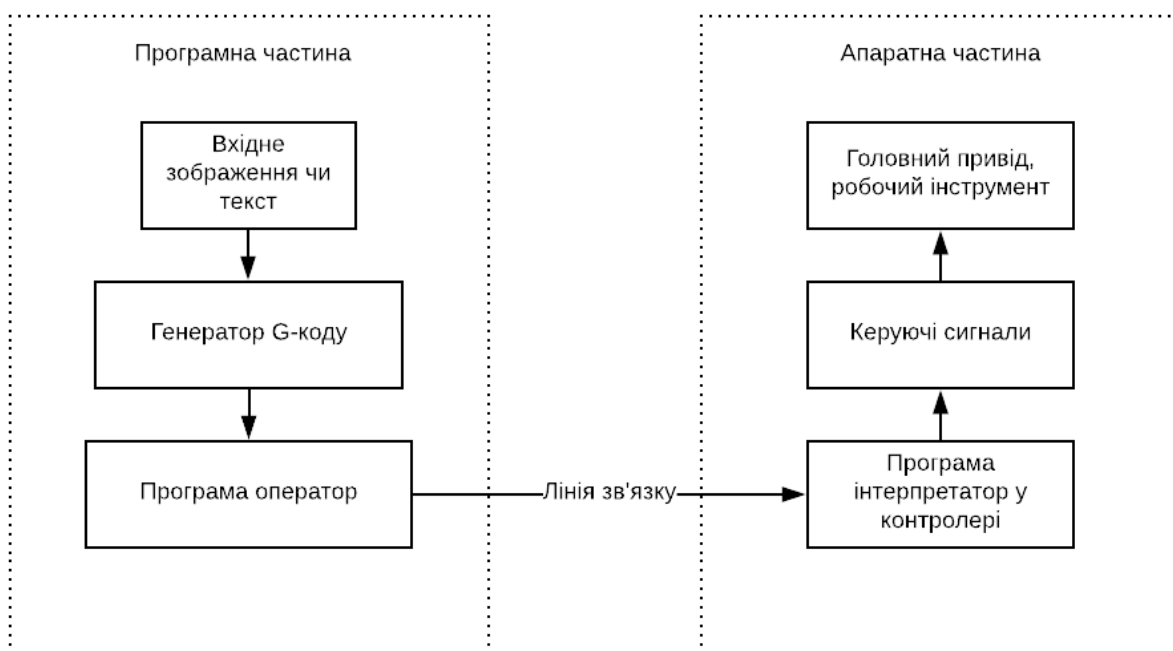 Програмна частина
Вхідне
зображення чи
текст
Генератор G-коду
Програма оператор
Лінія зв'язку
Апаратна частина
Головний привід,
робочий інструмент
Керуючі сигнали
Програма
інтерпретатор у
контролері